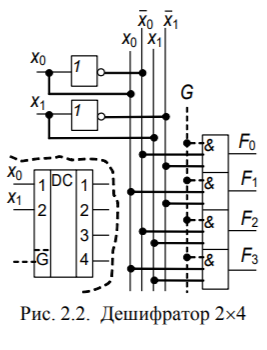 x̄₀ x̄₁
x₀ x₁
x₀ 1
x₁ 1
G
& F₀
& F₁
& F₂
& F₃
x₀ 1 DC 1
x₁ 2 2
3
G̅ 4
Рис. 2.2. Дешифратор 2×4